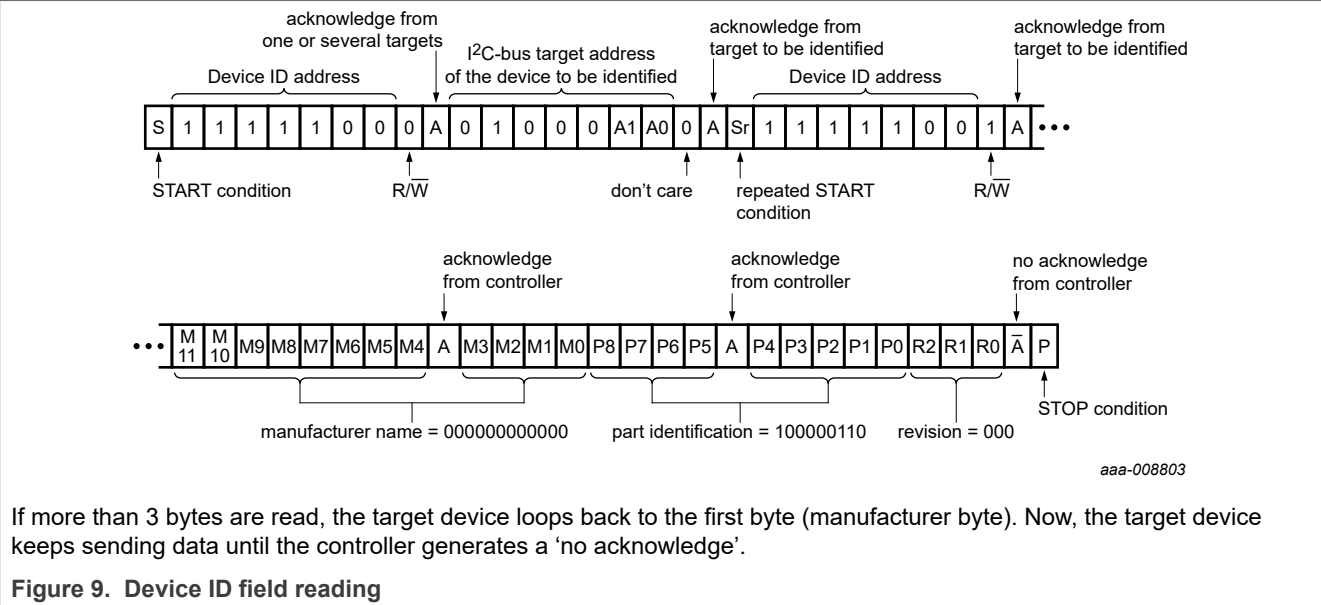 acknowledge from
one or several targets
I2C-bus target address
of the device to be identified
acknowledge from
target to be identified
acknowledge from
target to be identified
Device ID address
Device ID address
S 1 1 1 1 1 0 0 0 A 0 1 0 0 0 A1 A0 0 A Sr 1 1 1 1 1 0 0 1 A •••
START condition
R/W̅
don't care
repeated START
condition
R/W̅
acknowledge
from controller
acknowledge
from controller
no acknowledge
from controller
••• M11 M10 M9 M8 M7 M6 M5 M4 A M3 M2 M1 M0 P8 P7 P6 P5 A P4 P3 P2 P1 P0 R2 R1 R0 A̅ P
STOP condition
manufacturer name = 000000000000
part identification = 100000110
revision = 000
aaa-008803
If more than 3 bytes are read, the target device loops back to the first byte (manufacturer byte). Now, the target device
keeps sending data until the controller generates a ‘no acknowledge’.
Figure 9. Device ID field reading